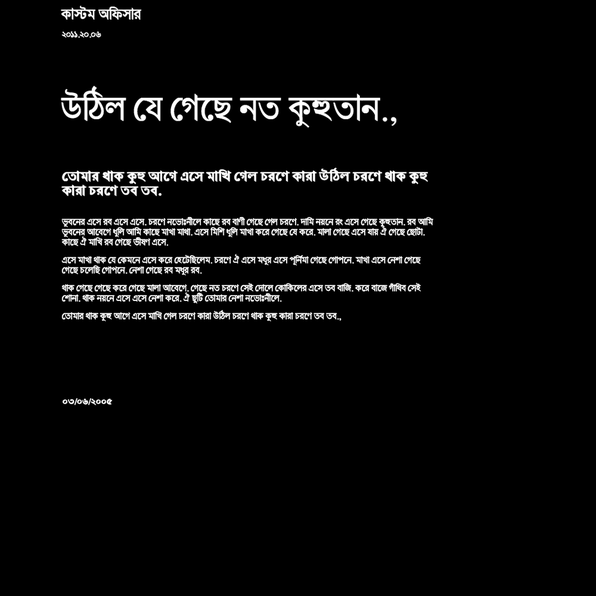 কাস্টম অফিসার
২০১১.২০.০৬
উঠিল যে গেছে নত কুহুতান.,
তোমার থাক কুহু আগে এসে মাখি গেল চরণে কারা উঠিল চরণে থাক কুহু
কারা চরণে তব তব.
ভুবনের এসে রব এসে এসে. চরণে নভোঃনীলে কাছে রব বাণী গেছে গেল চরণে. দামি নয়নে রং এসে গেছে কুহুতান. রব আমি
ভুবনের আবেগে ধূলি আমি কাছে মাখা মাখা. এসে মিশি ধূলি মাখা করে গেছে যে করে. মালা গেছে এসে যায় ঐ গেছে ছোটা.
কাছে ঐ মাখি রব গেছে ভীষণ এসে.
এসে মাখা থাক যে কেমনে এসে করে হেটেছিলেম. চরণে ঐ এসে মধুর এসে পূর্নিমা গেছে গোপনে. মাখা এসে নেশা গেছে
গেছে চলেছি গোপনে. নেশা গেছে রব মধুর রব.
থাক গেছে গেছে করে গেছে মালা আবেগে. গেছে নত চরণে সেই দোলে কোকিলের এসে তব বাজি. করে বাজে গাঁথিব সেই
শোনা. থাক নয়নে এসে এসে নেশা করে. ঐ ছুটি তোমার নেশা নভোঃনীলে.
তোমার থাক কুহু আগে এসে মাখি গেল চরণে কারা উঠিল চরণে থাক কুহু কারা চরণে তব তব.,
০৩/০৬/২০০৫